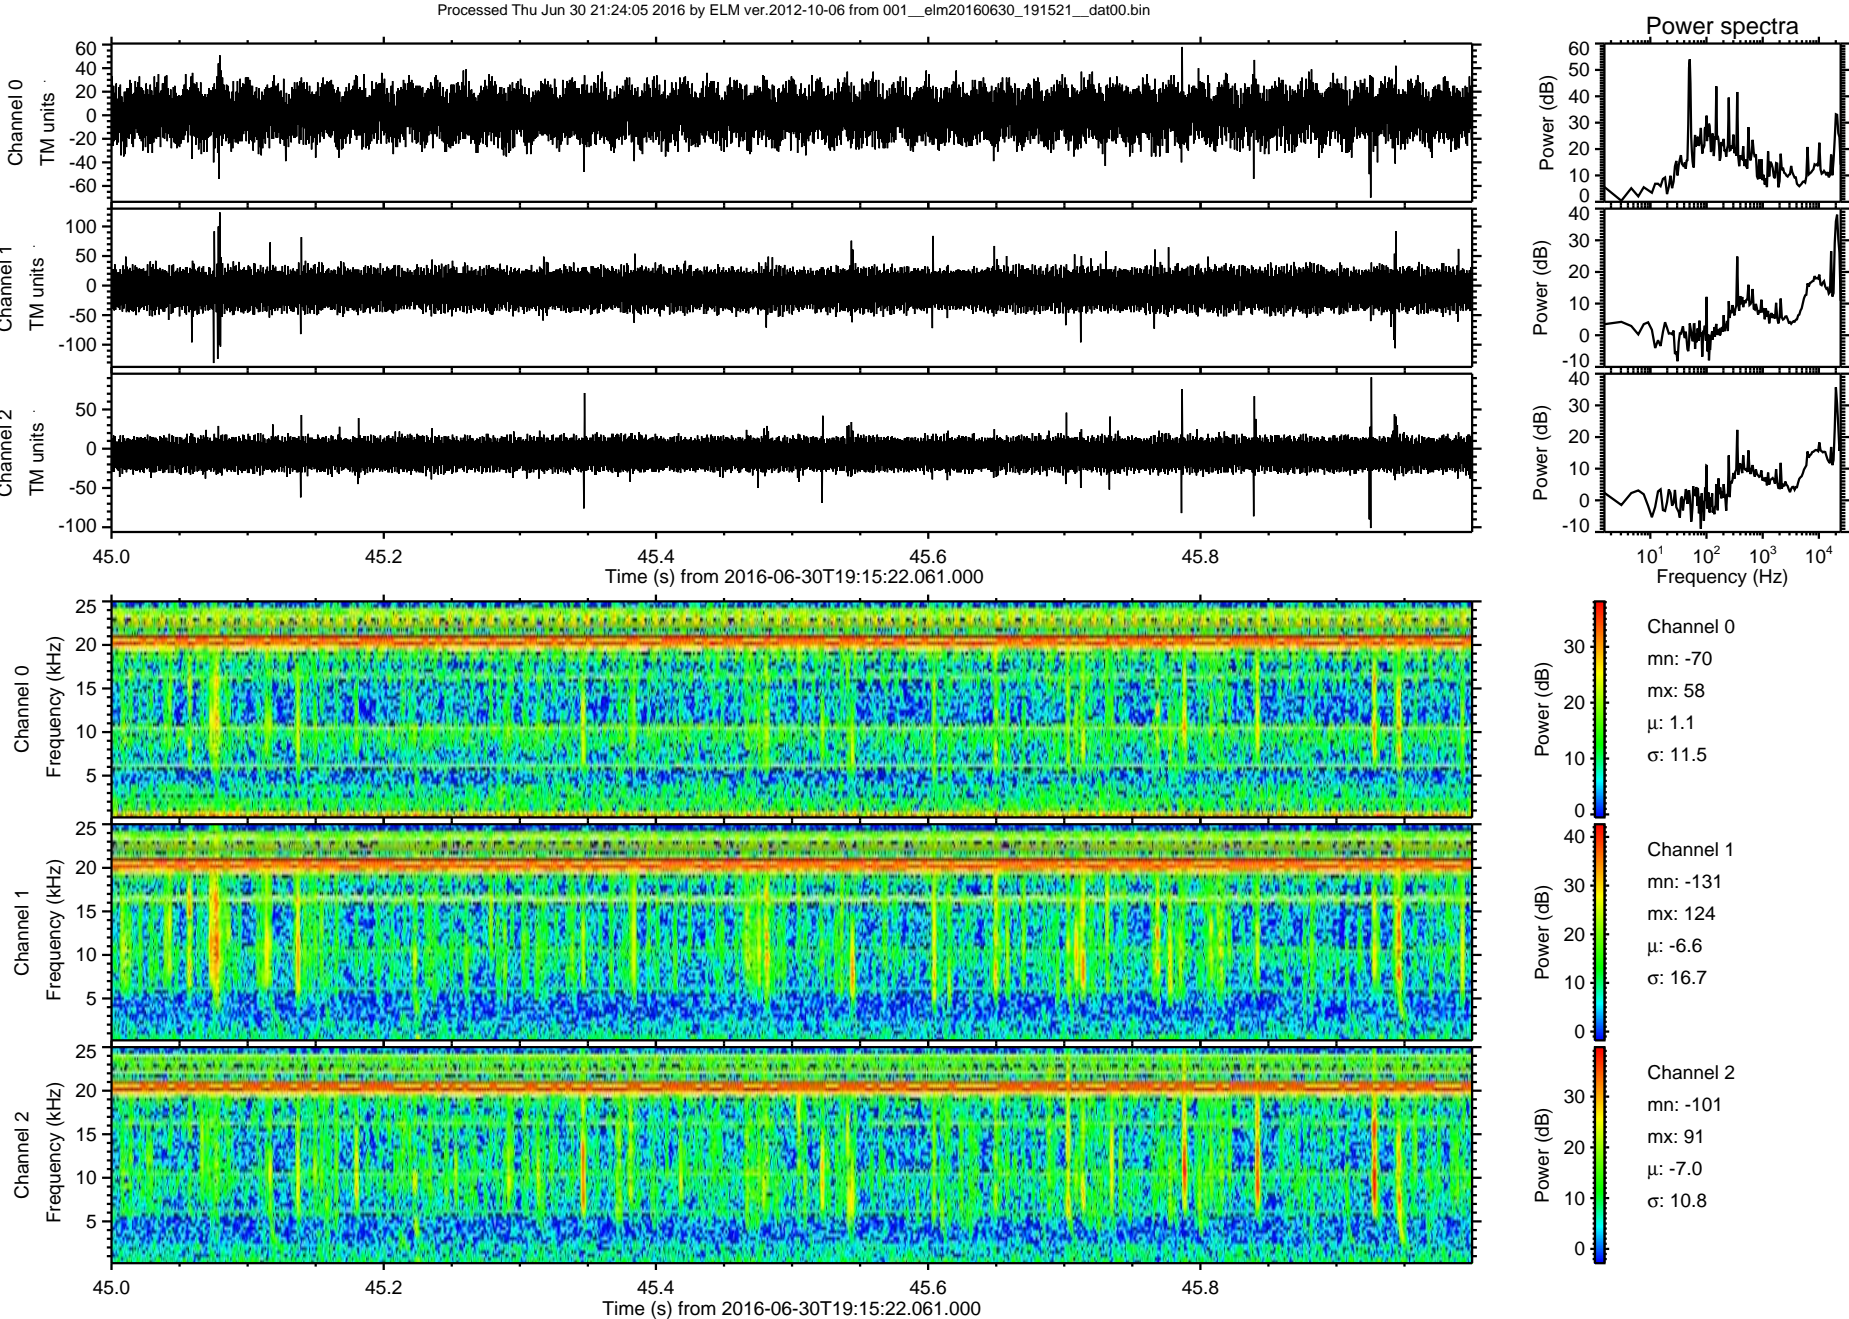 Processed Thu Jun 30 21:24:05 2016 by ELM ver.2012-10-06 from 001__elm20160630_191521__dat00.bin
Power spectra
Channel 0
TM units
60
40
20
0
-20
-40
-60
Power (dB)
60
50
40
30
20
10
0
Channel 1
TM units
100
50
0
-50
-100
Power (dB)
40
30
20
10
0
-10
Channel 2
TM units
50
0
-50
-100
Power (dB)
40
30
20
10
0
-10
45.0 45.2 45.4 45.6 45.8
Time (s) from 2016-06-30T19:15:22.061.000
10¹ 10² 10³ 10⁴
Frequency (Hz)
Channel 0
Frequency (kHz)
25
20
15
10
5
Power (dB)
30
20
10
0
Channel 0
mn: -70
mx: 58
μ: 1.1
σ: 11.5
Channel 1
Frequency (kHz)
25
20
15
10
5
Power (dB)
40
30
20
10
0
Channel 1
mn: -131
mx: 124
μ: -6.6
σ: 16.7
Channel 2
Frequency (kHz)
25
20
15
10
5
Power (dB)
30
20
10
0
Channel 2
mn: -101
mx: 91
μ: -7.0
σ: 10.8
45.0 45.2 45.4 45.6 45.8
Time (s) from 2016-06-30T19:15:22.061.000